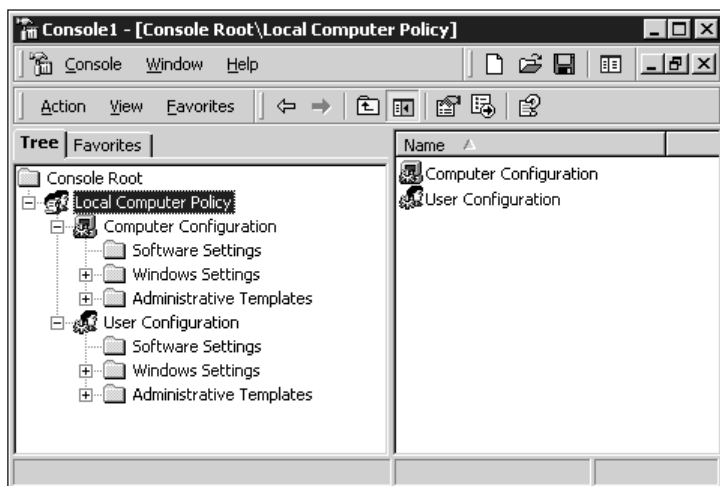 Console1 - [Console Root\Local Computer Policy]
Console Window Help
Action View Favorites
Tree Favorites
Name
Console Root
Local Computer Policy
Computer Configuration
Software Settings
Windows Settings
Administrative Templates
User Configuration
Software Settings
Windows Settings
Administrative Templates
Computer Configuration
User Configuration